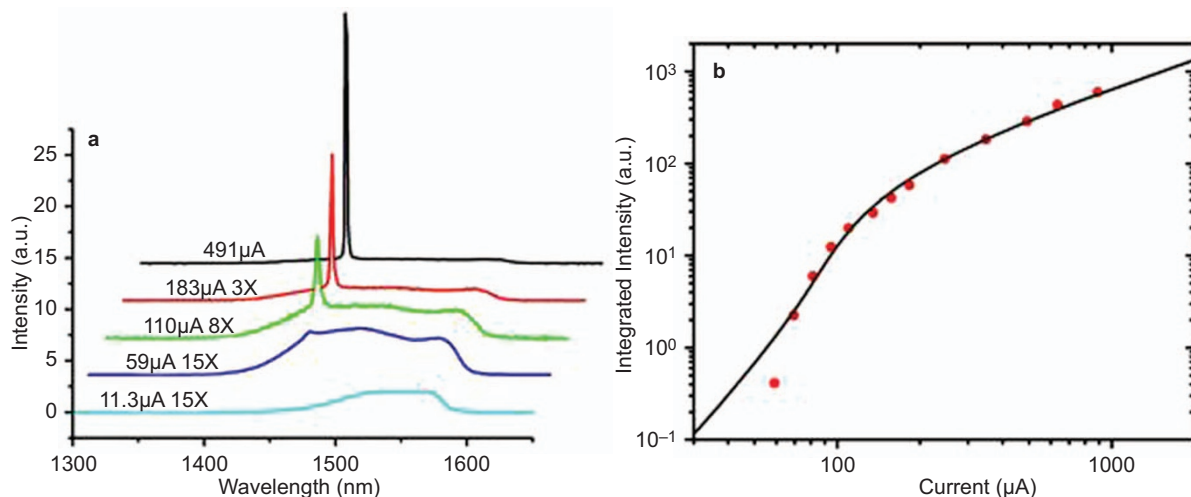 a
25
20
15
10
5
0
Intensity (a.u.)
491µA
183µA 3X
110µA 8X
59µA 15X
11.3µA 15X
1300
1400
1500
1600
Wavelength (nm)
b
10³
10²
10¹
10⁰
10⁻¹
Integrated Intensity (a.u.)
100
1000
Current (µA)